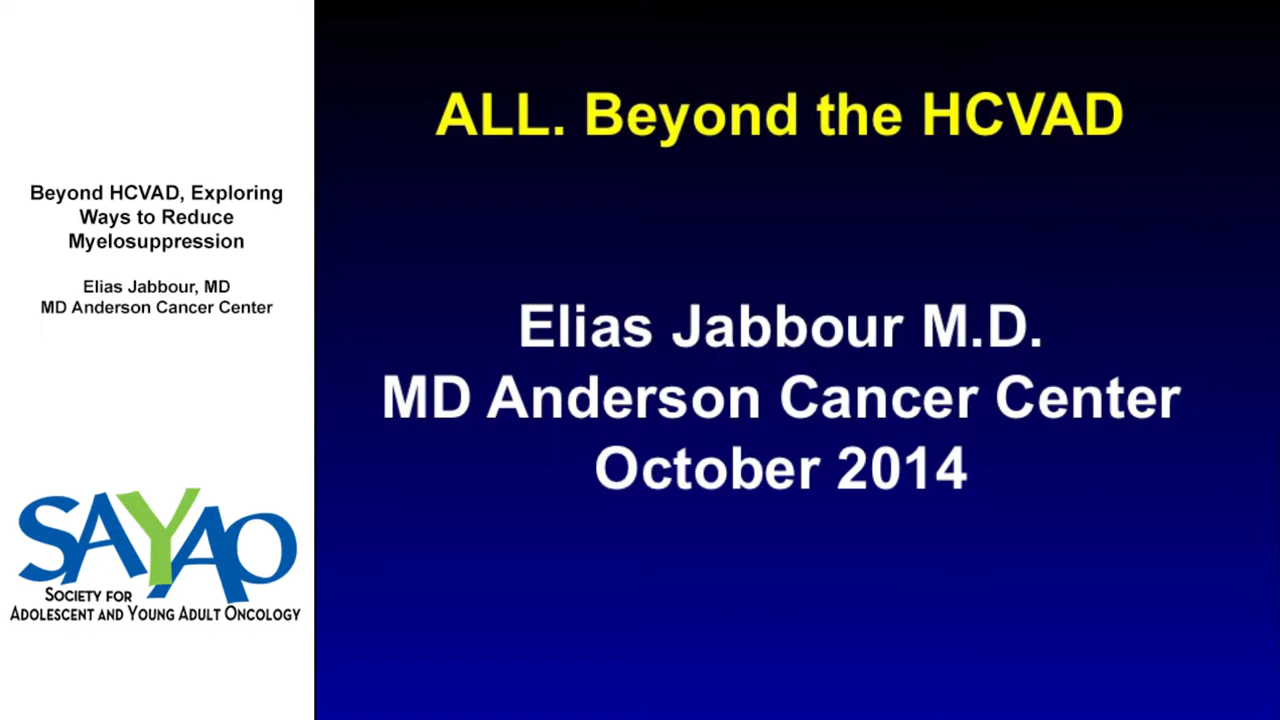 Beyond HCVAD, Exploring
Ways to Reduce
Myelosuppression
Elias Jabbour, MD
MD Anderson Cancer Center
SAYAO
SOCIETY FOR
ADOLESCENT AND YOUNG ADULT ONCOLOGY
ALL. Beyond the HCVAD
Elias Jabbour M.D.
MD Anderson Cancer Center
October 2014